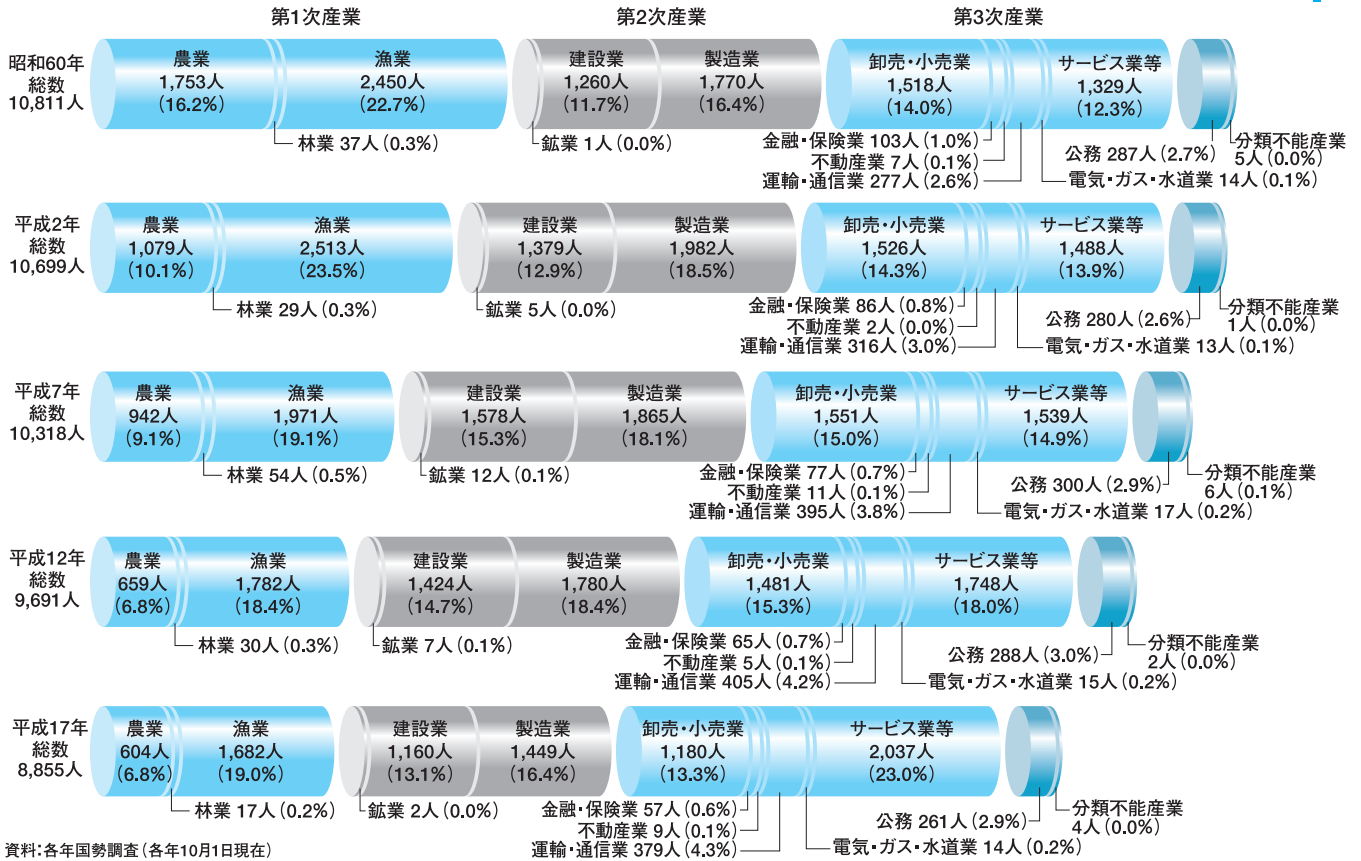 第1次産業
第2次産業
第3次産業
昭和60年
総数
10,811人
農業
1,753人
(16.2%)
漁業
2,450人
(22.7%)
建設業
1,260人
(11.7%)
製造業
1,770人
(16.4%)
卸売・小売業
1,518人
(14.0%)
サービス業等
1,329人
(12.3%)
林業 37人(0.3%)
鉱業 1人(0.0%)
金融・保険業 103人(1.0%)
不動産業 7人(0.1%)
運輸・通信業 277人(2.6%)
公務 287人(2.7%)
電気・ガス・水道業 14人(0.1%)
分類不能産業
5人(0.0%)
平成2年
総数
10,699人
農業
1,079人
(10.1%)
漁業
2,513人
(23.5%)
建設業
1,379人
(12.9%)
製造業
1,982人
(18.5%)
卸売・小売業
1,526人
(14.3%)
サービス業等
1,488人
(13.9%)
林業 29人(0.3%)
鉱業 5人(0.0%)
金融・保険業 86人(0.8%)
不動産業 2人(0.0%)
運輸・通信業 316人(3.0%)
公務 280人(2.6%)
電気・ガス・水道業 13人(0.1%)
分類不能産業
1人(0.0%)
平成7年
総数
10,318人
農業
942人
(9.1%)
漁業
1,971人
(19.1%)
建設業
1,578人
(15.3%)
製造業
1,865人
(18.1%)
卸売・小売業
1,551人
(15.0%)
サービス業等
1,539人
(14.9%)
林業 54人(0.5%)
鉱業 12人(0.1%)
金融・保険業 77人(0.7%)
不動産業 11人(0.1%)
運輸・通信業 395人(3.8%)
公務 300人(2.9%)
電気・ガス・水道業 17人(0.2%)
分類不能産業
6人(0.1%)
平成12年
総数
9,691人
農業
659人
(6.8%)
漁業
1,782人
(18.4%)
建設業
1,424人
(14.7%)
製造業
1,780人
(18.4%)
卸売・小売業
1,481人
(15.3%)
サービス業等
1,748人
(18.0%)
林業 30人(0.3%)
鉱業 7人(0.1%)
金融・保険業 65人(0.7%)
不動産業 5人(0.1%)
運輸・通信業 405人(4.2%)
公務 288人(3.0%)
電気・ガス・水道業 15人(0.2%)
分類不能産業
2人(0.0%)
平成17年
総数
8,855人
農業
604人
(6.8%)
漁業
1,682人
(19.0%)
建設業
1,160人
(13.1%)
製造業
1,449人
(16.4%)
卸売・小売業
1,180人
(13.3%)
サービス業等
2,037人
(23.0%)
林業 17人(0.2%)
鉱業 2人(0.0%)
金融・保険業 57人(0.6%)
不動産業 9人(0.1%)
運輸・通信業 379人(4.3%)
公務 261人(2.9%)
電気・ガス・水道業 14人(0.2%)
分類不能産業
4人(0.0%)
資料:各年国勢調査(各年10月1日現在)